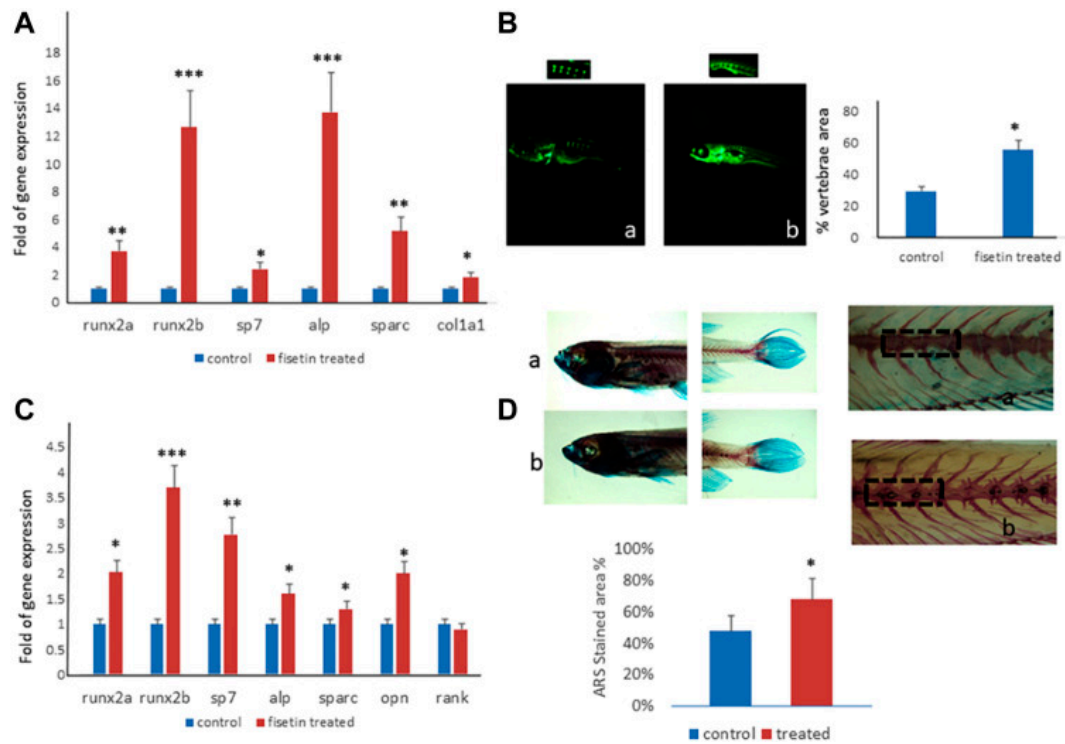 A
18
16
14
12
10
8
6
4
2
0
Fold of gene expression
** *** * *** ** *
runx2a runx2b sp7 alp sparc col1a1
control fisetin treated
B
a b
80
60
40
20
0
% vertebrae area
*
control fisetin treated
C
4.5
4
3.5
3
2.5
2
1.5
1
0.5
0
Fold of gene expression
* *** ** * * *
runx2a runx2b sp7 alp sparc opn rank
control fisetin treated
D
a
b
a
b
100%
80%
60%
40%
20%
0%
ARS Stained area %
*
control treated